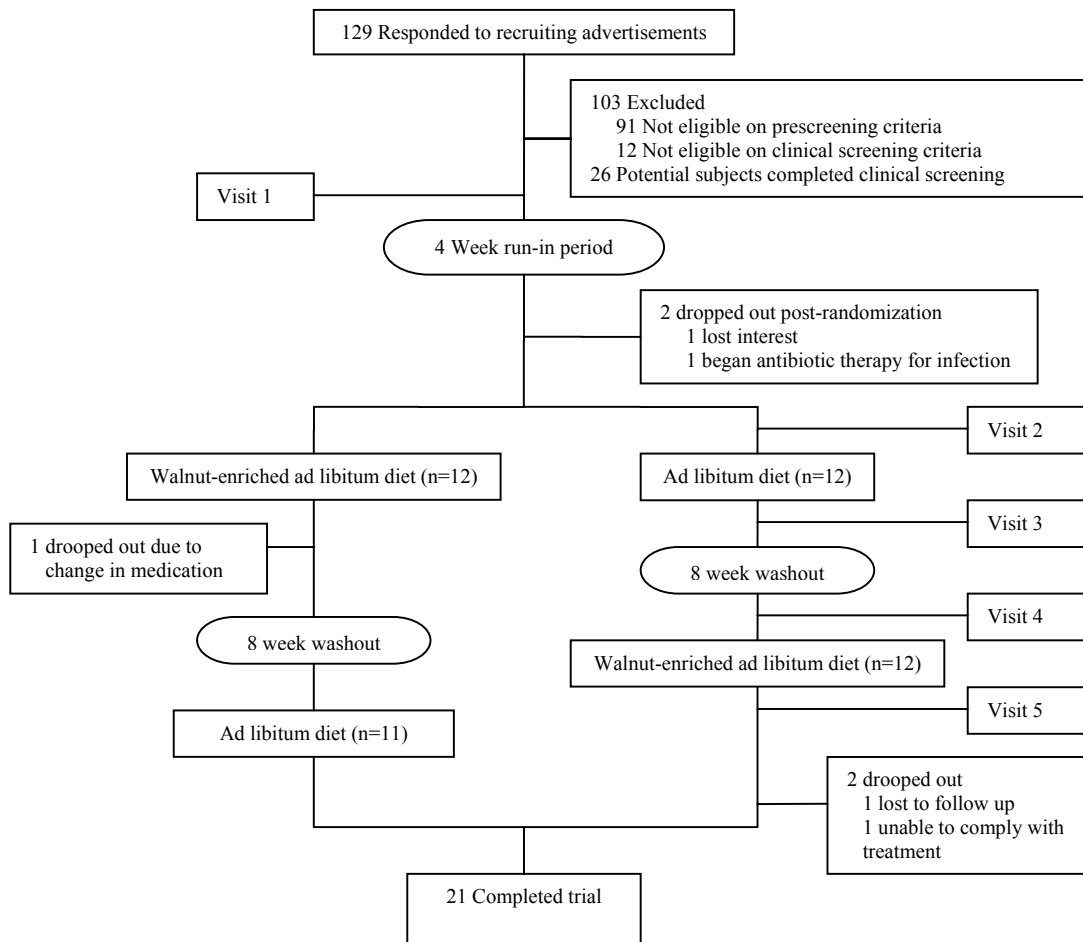 129 Responded to recruiting advertisements
103 Excluded
91 Not eligible on prescreening criteria
12 Not eligible on clinical screening criteria
26 Potential subjects completed clinical screening
Visit 1
4 Week run-in period
2 dropped out post-randomization
1 lost interest
1 began antibiotic therapy for infection
Visit 2
Walnut-enriched ad libitum diet (n=12)
Ad libitum diet (n=12)
Visit 3
1 drooped out due to
change in medication
8 week washout
Visit 4
8 week washout
Walnut-enriched ad libitum diet (n=12)
Visit 5
Ad libitum diet (n=11)
2 drooped out
1 lost to follow up
1 unable to comply with
treatment
21 Completed trial